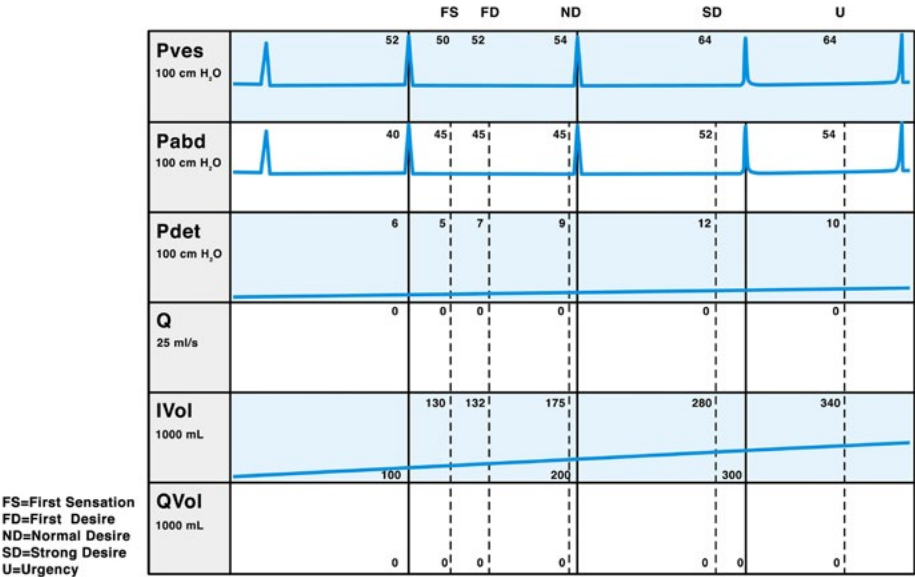 FS FD ND SD U
Pves 52 50 52 54 64 64
100 cm H₂O
Pabd 40 45 45 45 52 54
100 cm H₂O
Pdet 6 5 7 9 12 10
100 cm H₂O
Q 0 0 0 0 0 0
25 ml/s
IVol 130 132 175 280 340
1000 mL
100 200 300
QVol
1000 mL
0 0 0 0 0 0 0
FS=First Sensation
FD=First Desire
ND=Normal Desire
SD=Strong Desire
U=Urgency